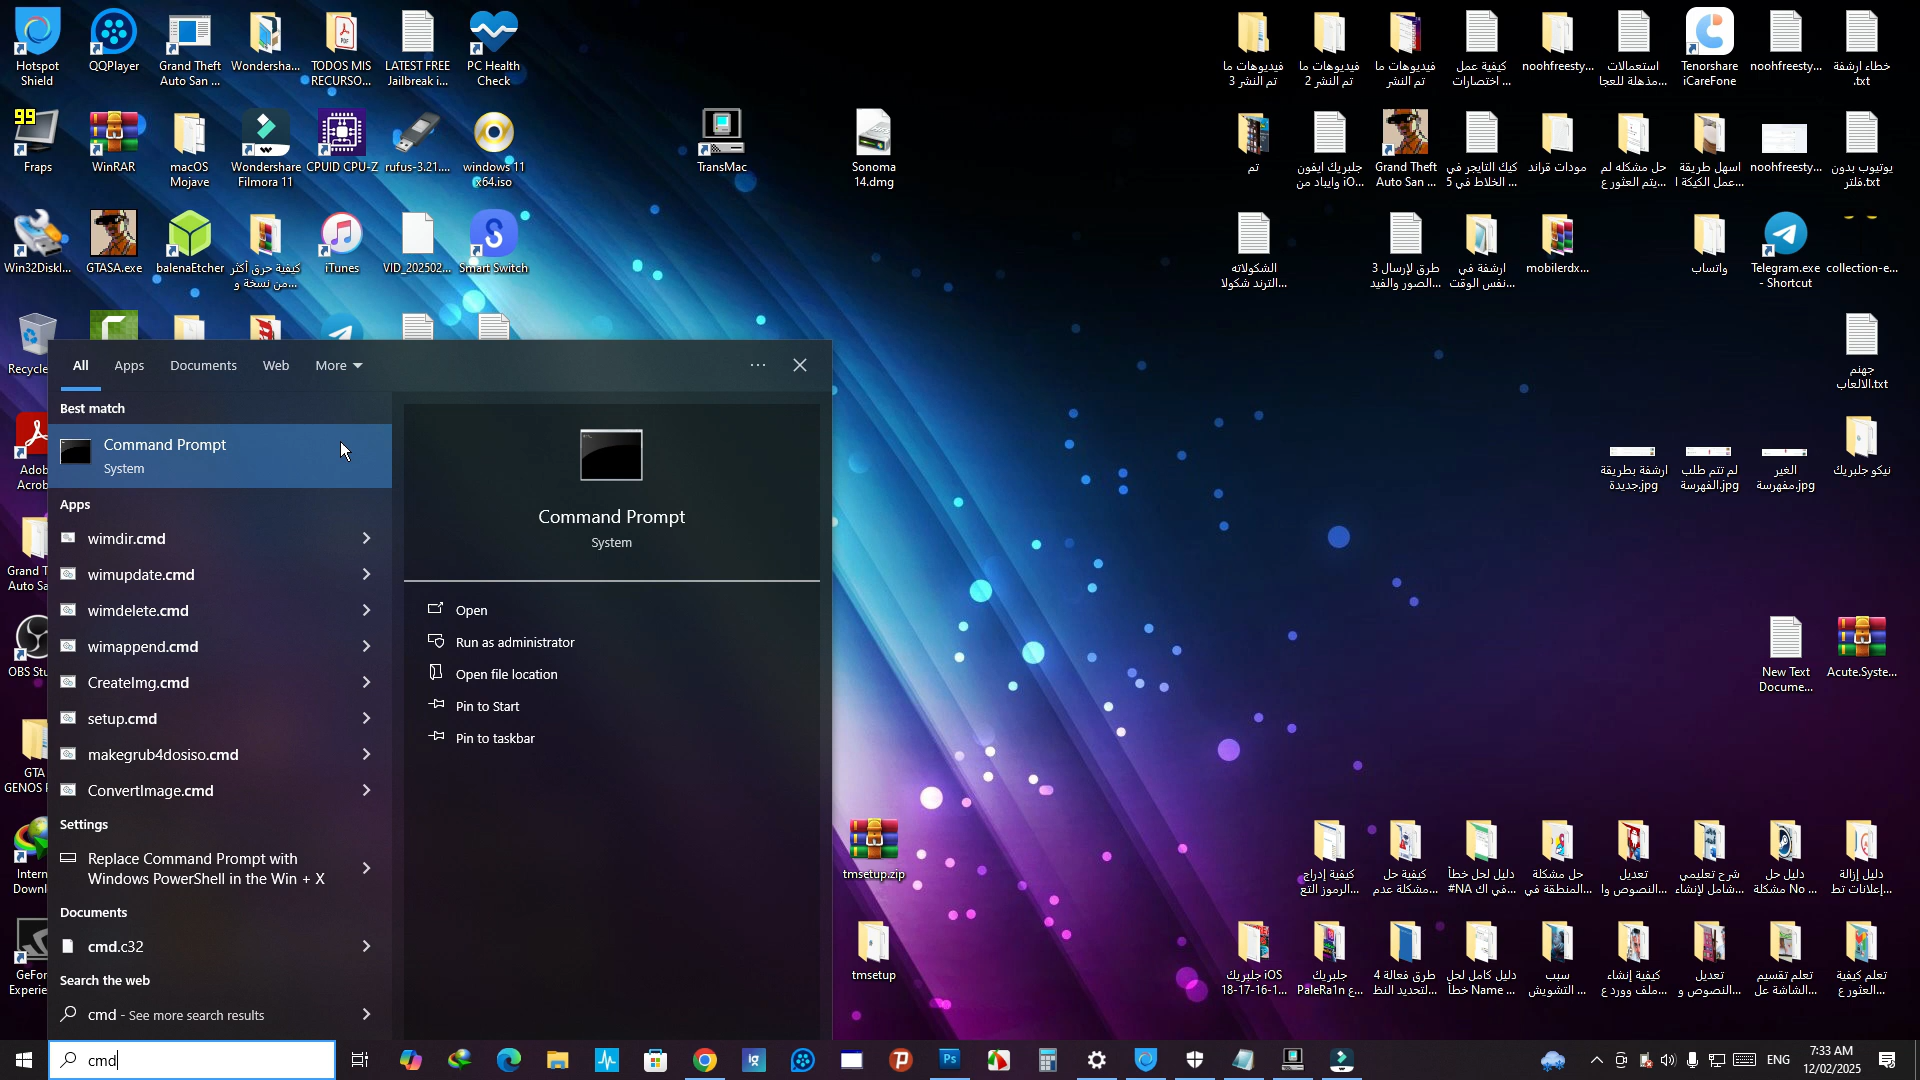 Hotspot
Shield
QQPlayer
Grand Theft
Auto San ...
Wondersha...
TODOS MIS
RECURSO...
LATEST FREE
Jailbreak i...
PC Health
Check
فيديوهات ما
تم النشر 3
فيديوهات ما
تم النشر 2
فيديوهات ما
تم النشر
كيفية عمل
اختصارات ...
noohfreesty...
استعمالات
مذهلة للعجا...
Tenorshare
iCareFone
noohfreesty...
خطاء ارشفة
.txt
99
Fraps
WinRAR
macOS
Mojave
Wondershare
Filmora 11
CPUID CPU-Z
rufus-3.21....
windows 11
x64.iso
TransMac
Sonoma
14.dmg
تم
جلبريك ايفون
وايباد من iO...
Grand Theft
Auto San ...
كيك التايجر في
الخلاط في 5 ...
مودات قراند
حل مشكله لم
يتم العثور ع...
اسهل طريقة
عمل الكيكة ا...
noohfreesty...
يوتيوب بدون
فلتر.txt
Win32DiskI...
GTASA.exe
balenaEtcher
كيفية حرق أكثر
من نسخة و...
iTunes
VID_202502...
Smart Switch
الشكولاته
الترند شكولا...
3 طرق لإرسال
الصور والفيد...
ارشفة في
نفس الوقت...
mobilerdx...
واتساب
Telegram.exe
- Shortcut
collection-e...
Recycle
جهنم
الالعاب.txt
Adob
Acrob
ارشفة بطريقة
جديدة.jpg
لم تتم طلب
الفهرسة.jpg
الغير
مفهرسة.jpg
نيكو جلبريك
Grand T
Auto Sa
OBS Stu
New Text
Docume...
Acute.Syste...
GTA
GENOS F
Intern
Downl
tmsetup.zip
كيفية إدراج
الرموز التع...
كيفية حل
مشكلة عدم...
دليل لحل خطأ
#NA في اك...
حل مشكلة
المنطقة في...
تعديل
النصوص وا...
شرح تعليمي
شامل لإنشاء...
دليل حل
مشكلة No ...
دليل إزالة
إعلانات تط...
GeFor
Experie
tmsetup
جلبريك iOS
18-17-16-1...
جلبريك
PaleRa1n ع...
4 طرق فعالة
لتحديد النظ...
دليل كامل لحل
خطأ Name ...
سبب
التشويش ...
كيفية إنشاء
ملف وورد ع...
تعديل
النصوص و...
تعلم تقسيم
الشاشة عل...
تعلم كيفية
العثور ع...
All
Apps
Documents
Web
More
Best match
Command Prompt
System
Apps
wimdir.cmd
wimupdate.cmd
wimdelete.cmd
wimappend.cmd
CreateImg.cmd
setup.cmd
makegrub4dosiso.cmd
ConvertImage.cmd
Settings
Replace Command Prompt with
Windows PowerShell in the Win + X
Documents
cmd.c32
Search the web
cmd - See more search results
Command Prompt
System
Open
Run as administrator
Open file location
Pin to Start
Pin to taskbar
cmd
ENG
7:33 AM
12/02/2025